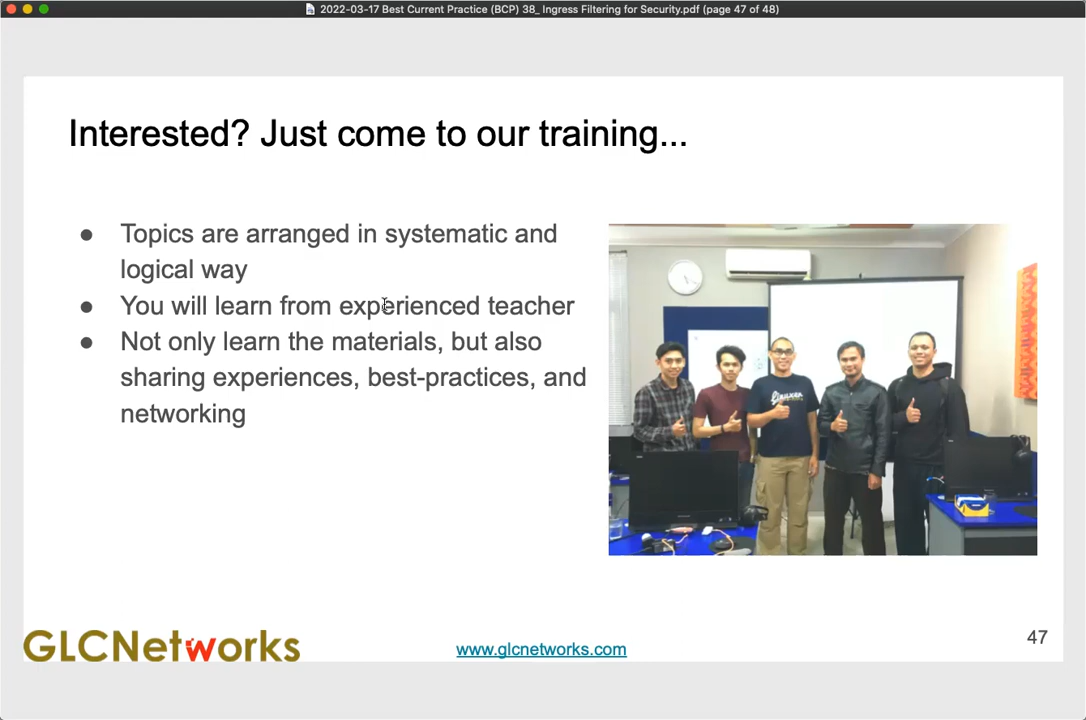 2022-03-17 Best Current Practice (BCP) 38_ Ingress Filtering for Security.pdf (page 47 of 48)
Interested? Just come to our training...
● Topics are arranged in systematic and
logical way
● You will learn from experienced teacher
● Not only learn the materials, but also
sharing experiences, best-practices, and
networking
Linuxer
GLCNetworks
www.glcnetworks.com
47